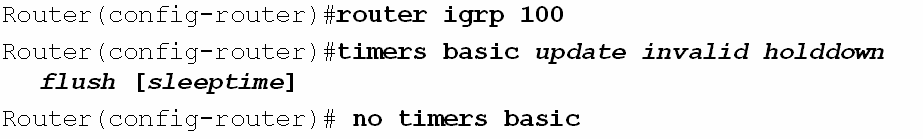 Router(config-router)#router igrp 100
Router(config-router)#timers basic update invalid holddown
flush [sleeptime]
Router(config-router)# no timers basic